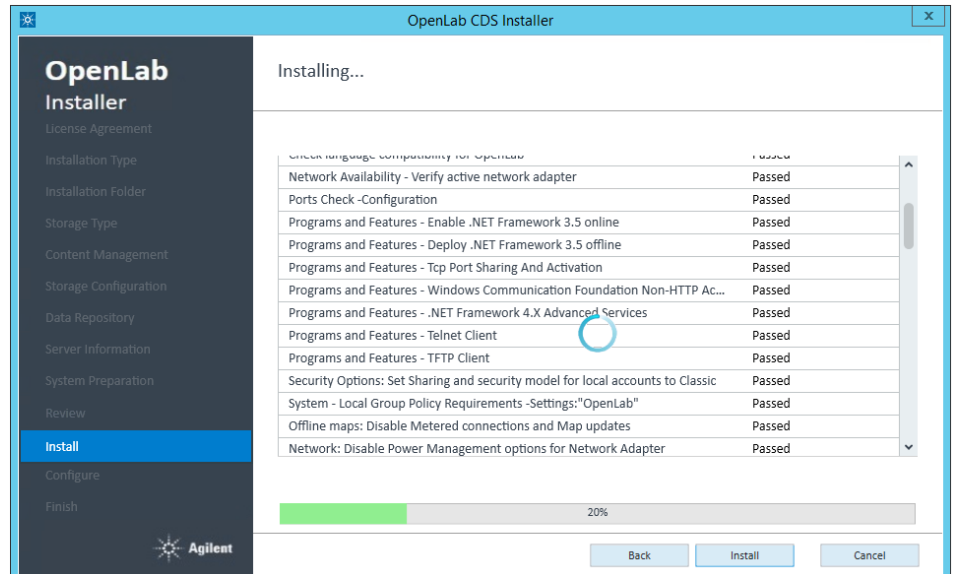 OpenLab CDS Installer
x
OpenLab
Installer
License Agreement
Installation Type
Installation Folder
Storage Type
Content Management
Storage Configuration
Data Repository
Server Information
System Preparation
Review
Install
Configure
Finish
Agilent
Installing...
Check language compatibility for OpenLab Passed
Network Availability - Verify active network adapter Passed
Ports Check -Configuration Passed
Programs and Features - Enable .NET Framework 3.5 online Passed
Programs and Features - Deploy .NET Framework 3.5 offline Passed
Programs and Features - Tcp Port Sharing And Activation Passed
Programs and Features - Windows Communication Foundation Non-HTTP Ac... Passed
Programs and Features - .NET Framework 4.X Advanced Services Passed
Programs and Features - Telnet Client Passed
Programs and Features - TFTP Client Passed
Security Options: Set Sharing and security model for local accounts to Classic Passed
System - Local Group Policy Requirements -Settings:"OpenLab" Passed
Offline maps: Disable Metered connections and Map updates Passed
Network: Disable Power Management options for Network Adapter Passed
20%
Back Install Cancel